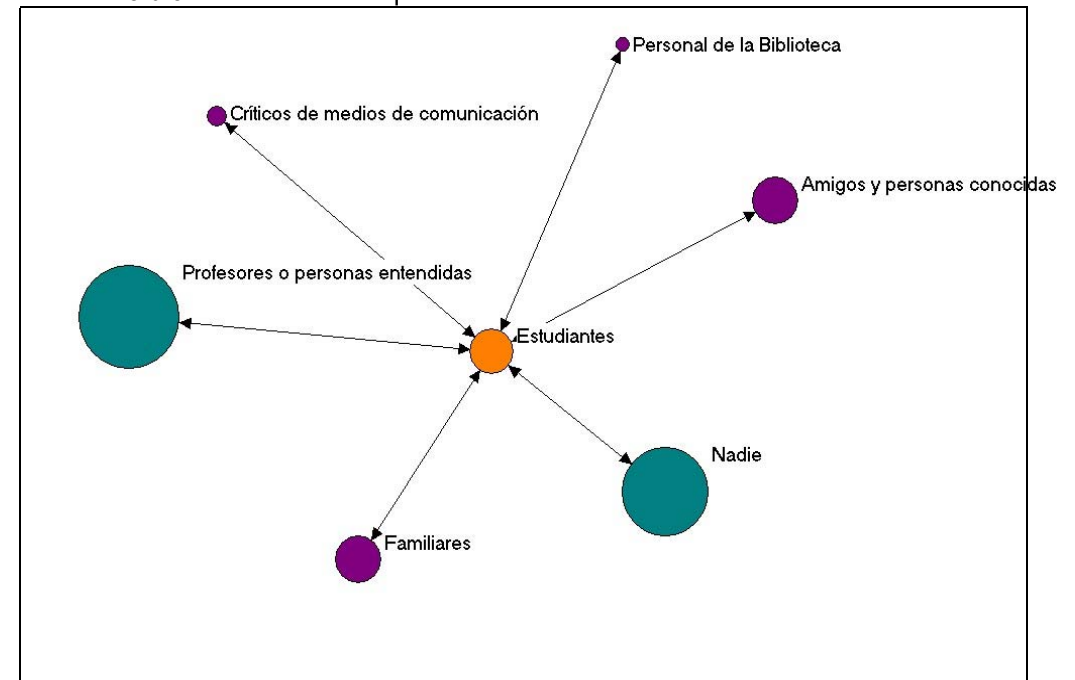 Personal de la Biblioteca
Críticos de medios de comunicación
Amigos y personas conocidas
Profesores o personas entendidas
Estudiantes
Nadie
Familiares